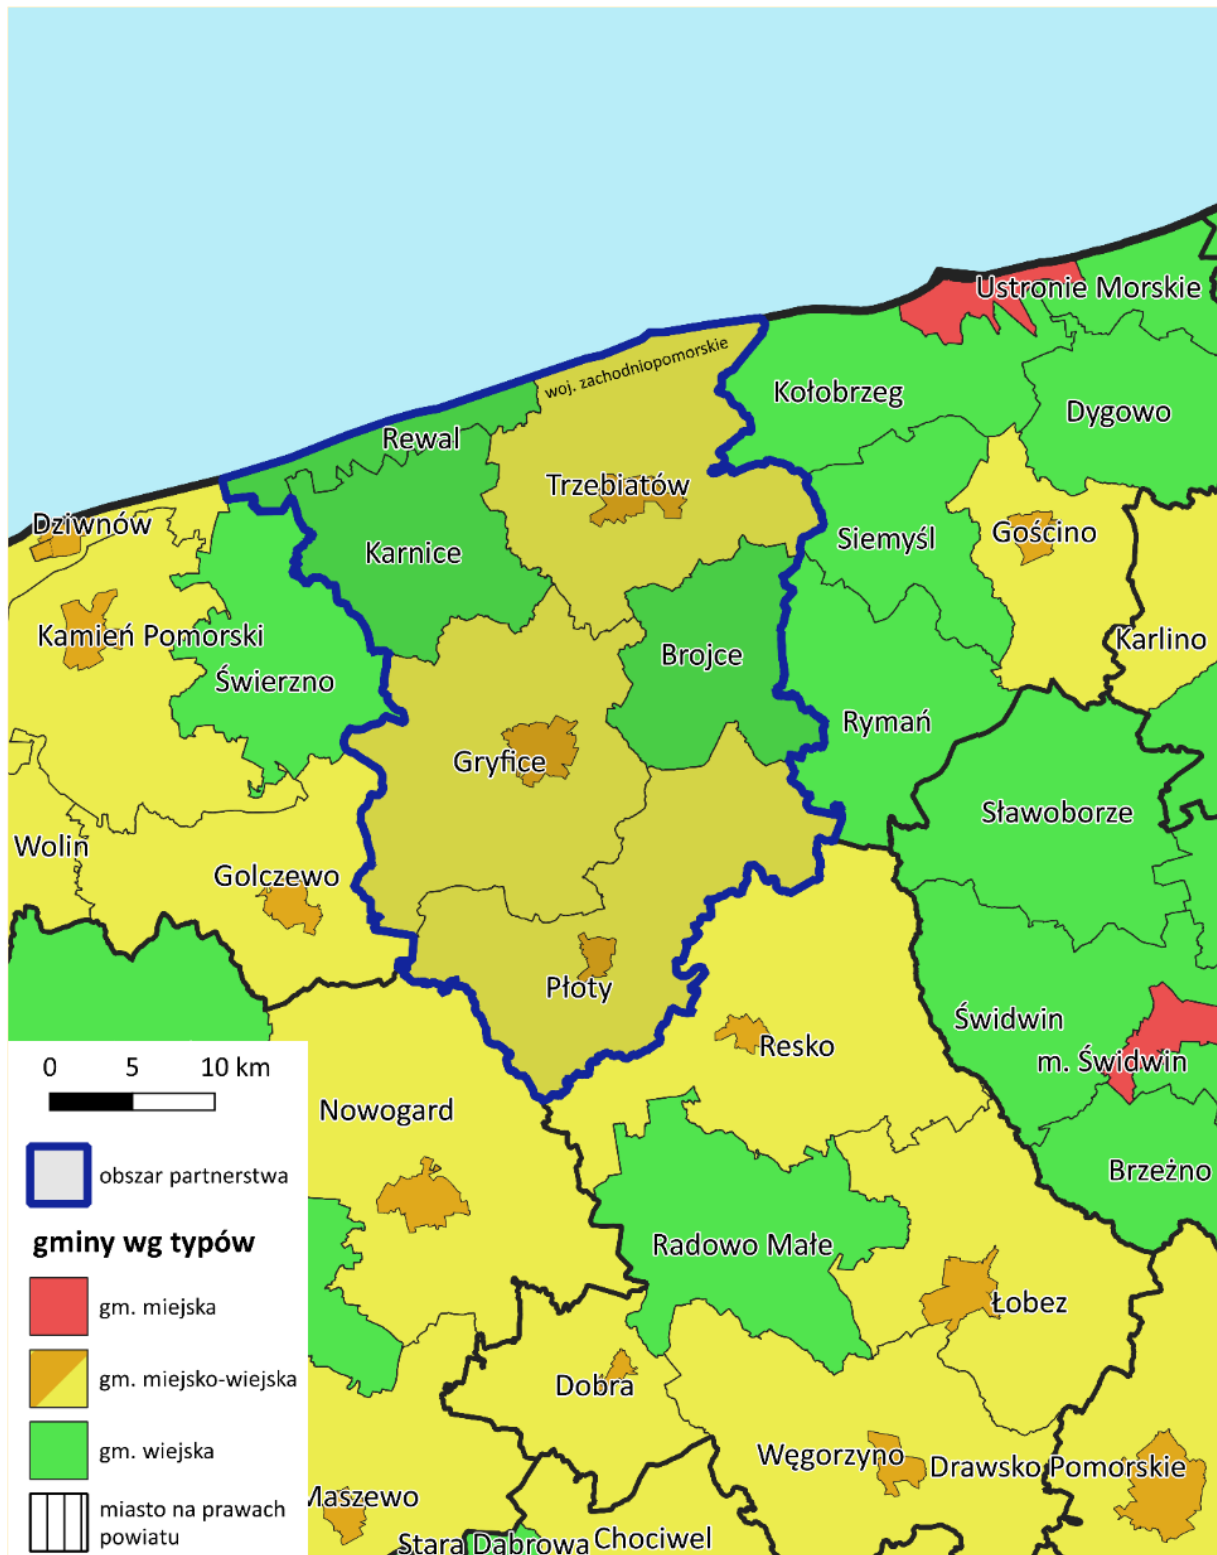 Ustronie Morskie
woj. zachodniopomorskie
Kołobrzeg
Dygowo
Rewal
Trzebiatów
Dziwnów
Karnice
Siemyśl
Gościno
Kamień Pomorski
Karlino
Świerzno
Brojce
Rymań
Gryfice
Sławoborze
Wolin
Golczewo
Płoty
Świdwin
Resko
m. Świdwin
0 5 10 km
Nowogard
Brzeżno
obszar partnerstwa
gminy wg typów
Radowo Małe
gm. miejska
Łobez
gm. miejsko-wiejska
Dobra
gm. wiejska
Węgorzyno
Drawsko Pomorskie
miasto na prawach
powiatu
Maszewo
Stara Dąbrowa
Chociwel